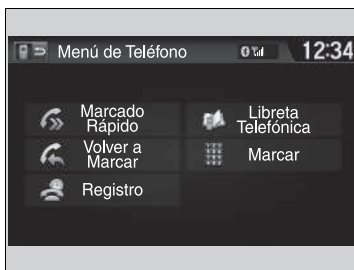 Menú de Teléfono
12:34
Marcado
Rápido
Libreta
Telefónica
Volver a
Marcar
Marcar
Registro